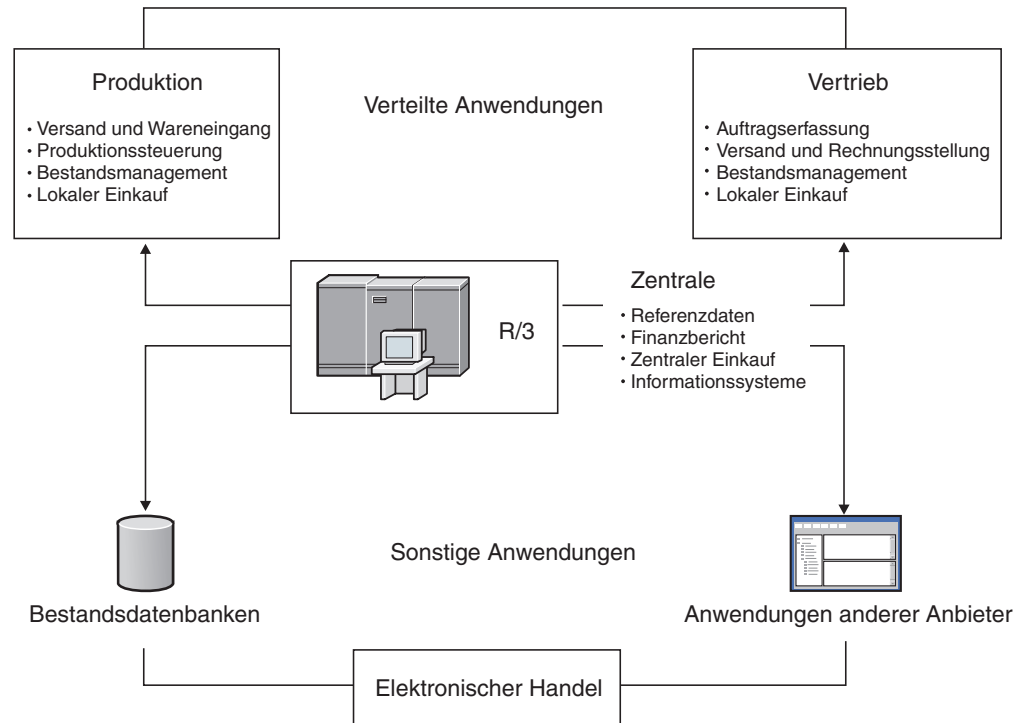 Produktion
• Versand und Wareneingang
• Produktionssteuerung
• Bestandsmanagement
• Lokaler Einkauf
Verteilte Anwendungen
Vertrieb
• Auftragserfassung
• Versand und Rechnungsstellung
• Bestandsmanagement
• Lokaler Einkauf
R/3
Zentrale
• Referenzdaten
• Finanzbericht
• Zentraler Einkauf
• Informationssysteme
Sonstige Anwendungen
Bestandsdatenbanken
Anwendungen anderer Anbieter
Elektronischer Handel